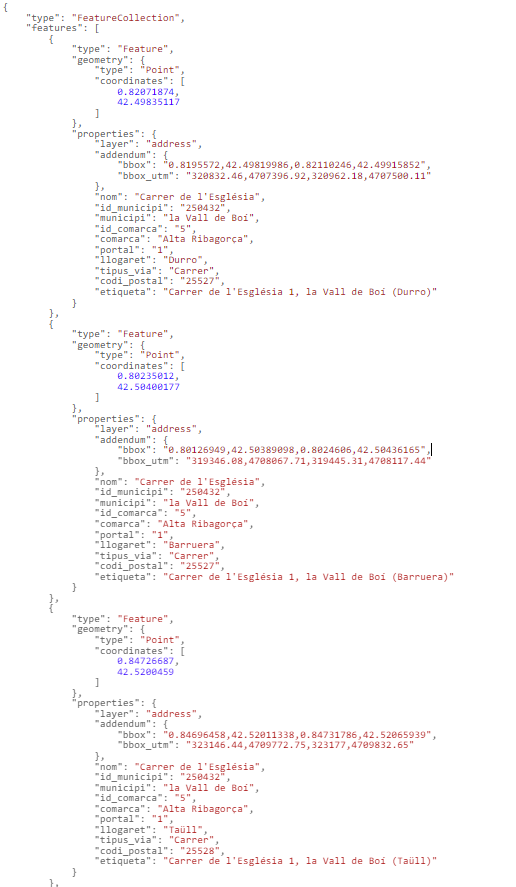 {
"type": "FeatureCollection",
"features": [
{
"type": "Feature",
"geometry": {
"type": "Point",
"coordinates": [
0.82071874,
42.49835117
]
},
"properties": {
"layer": "address",
"addendum": {
"bbox": "0.8195572,42.49819986,0.82110246,42.49915852",
"bbox_utm": "320832.46,4707396.92,320962.18,4707500.11"
},
"nom": "Carrer de l'Església",
"id_municipi": "250432",
"municipi": "la Vall de Boí",
"id_comarca": "5",
"comarca": "Alta Ribagorça",
"portal": "1",
"llogaret": "Durro",
"tipus_via": "Carrer",
"codi_postal": "25527",
"etiqueta": "Carrer de l'Església 1, la Vall de Boí (Durro)"
}
},
{
"type": "Feature",
"geometry": {
"type": "Point",
"coordinates": [
0.80235012,
42.50400177
]
},
"properties": {
"layer": "address",
"addendum": {
"bbox": "0.80126949,42.50389098,0.8024606,42.50436165",
"bbox_utm": "319346.08,4708067.71,319445.31,4708117.44"
},
"nom": "Carrer de l'Església",
"id_municipi": "250432",
"municipi": "la Vall de Boí",
"id_comarca": "5",
"comarca": "Alta Ribagorça",
"portal": "1",
"llogaret": "Barruera",
"tipus_via": "Carrer",
"codi_postal": "25527",
"etiqueta": "Carrer de l'Església 1, la Vall de Boí (Barruera)"
}
},
{
"type": "Feature",
"geometry": {
"type": "Point",
"coordinates": [
0.84726687,
42.5200459
]
},
"properties": {
"layer": "address",
"addendum": {
"bbox": "0.84696458,42.52011338,0.84731786,42.52065939",
"bbox_utm": "323146.44,4709772.75,323177,4709832.65"
},
"nom": "Carrer de l'Església",
"id_municipi": "250432",
"municipi": "la Vall de Boí",
"id_comarca": "5",
"comarca": "Alta Ribagorça",
"portal": "1",
"llogaret": "Taüll",
"tipus_via": "Carrer",
"codi_postal": "25528",
"etiqueta": "Carrer de l'Església 1, la Vall de Boí (Taüll)"
}
},